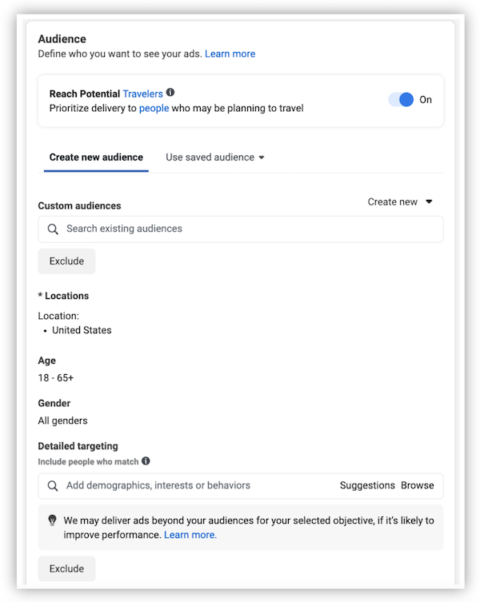 Audience
Define who you want to see your ads. Learn more
Reach Potential Travelers
Prioritize delivery to people who may be planning to travel
On
Create new audience
Use saved audience
Custom audiences
Create new
Search existing audiences
Exclude
* Locations
Location:
• United States
Age
18 - 65+
Gender
All genders
Detailed targeting
Include people who match
Add demographics, interests or behaviors
Suggestions Browse
We may deliver ads beyond your audiences for your selected objective, if it's likely to
improve performance. Learn more.
Exclude